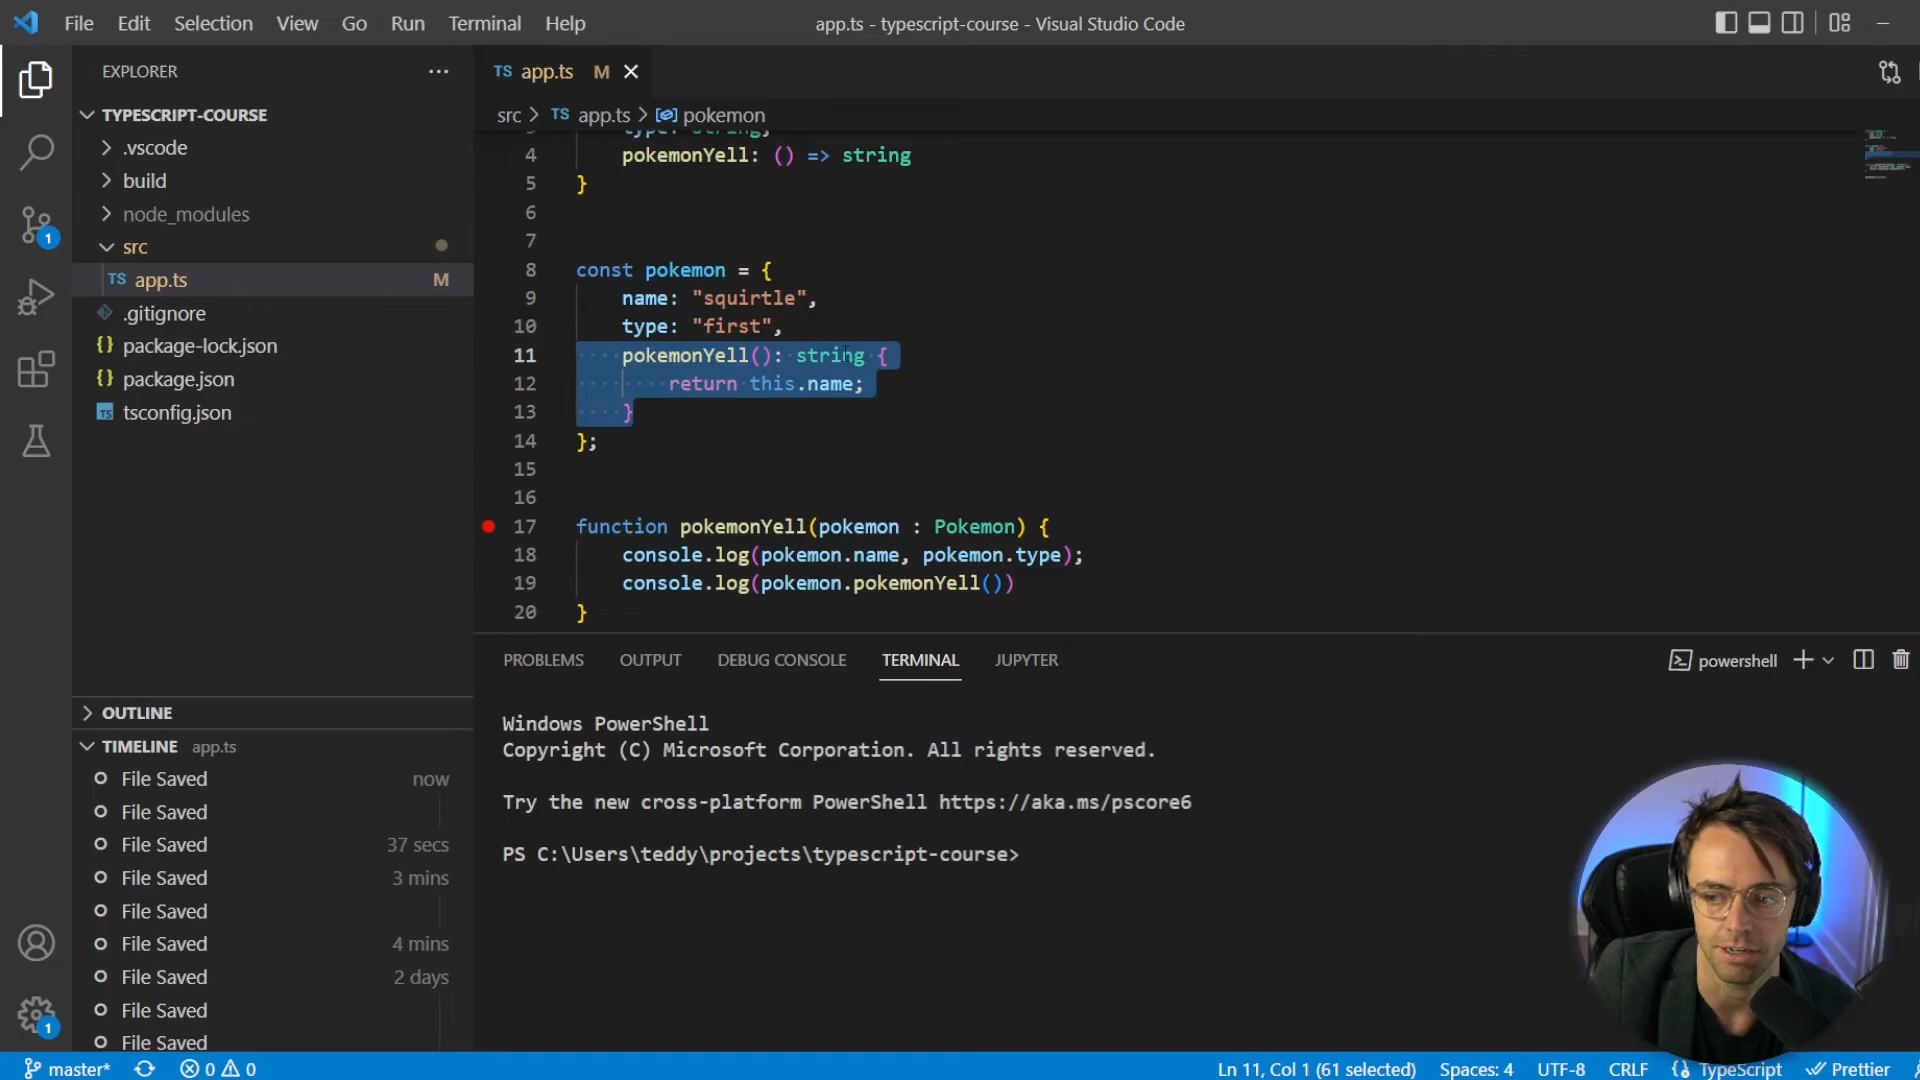 File Edit Selection View Go Run Terminal Help app.ts - typescript-course - Visual Studio Code
EXPLORER
TYPESCRIPT-COURSE
.vscode
build
node_modules
src
TS app.ts M
.gitignore
{} package-lock.json
{} package.json
TS tsconfig.json
OUTLINE
TIMELINE app.ts
File Saved now
File Saved
File Saved 37 secs
File Saved 3 mins
File Saved
File Saved 4 mins
File Saved 2 days
File Saved
File Saved
1
1
TS app.ts M
src > TS app.ts > pokemon
type: string;
4 pokemonYell: () => string
5 }
6
7
8 const pokemon = {
9 name: "squirtle",
10 type: "first",
11 pokemonYell(): string {
12 return this.name;
13 }
14 };
15
16
17 function pokemonYell(pokemon : Pokemon) {
18 console.log(pokemon.name, pokemon.type);
19 console.log(pokemon.pokemonYell())
20 }
PROBLEMS OUTPUT DEBUG CONSOLE TERMINAL JUPYTER powershell
Windows PowerShell
Copyright (C) Microsoft Corporation. All rights reserved.
Try the new cross-platform PowerShell https://aka.ms/pscore6
PS C:\Users\teddy\projects\typescript-course>
master* 0 0 Ln 11, Col 1 (61 selected) Spaces: 4 UTF-8 CRLF {} TypeScript Prettier